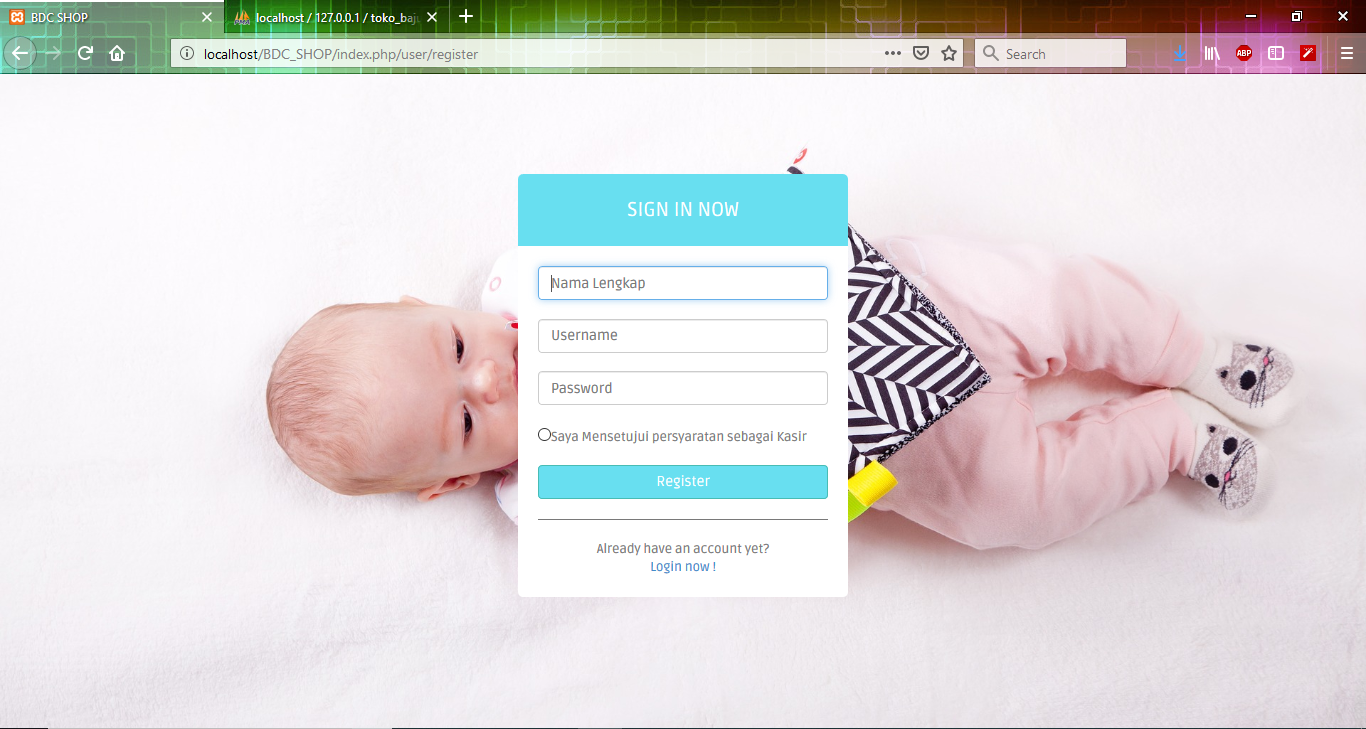 BDC SHOP
localhost / 127.0.0.1 / toko_baju
localhost/BDC_SHOP/index.php/user/register
Search
ABP
SIGN IN NOW
Nama Lengkap
Username
Password
Saya Mensetujui persyaratan sebagai Kasir
Register
Already have an account yet?
Login now !